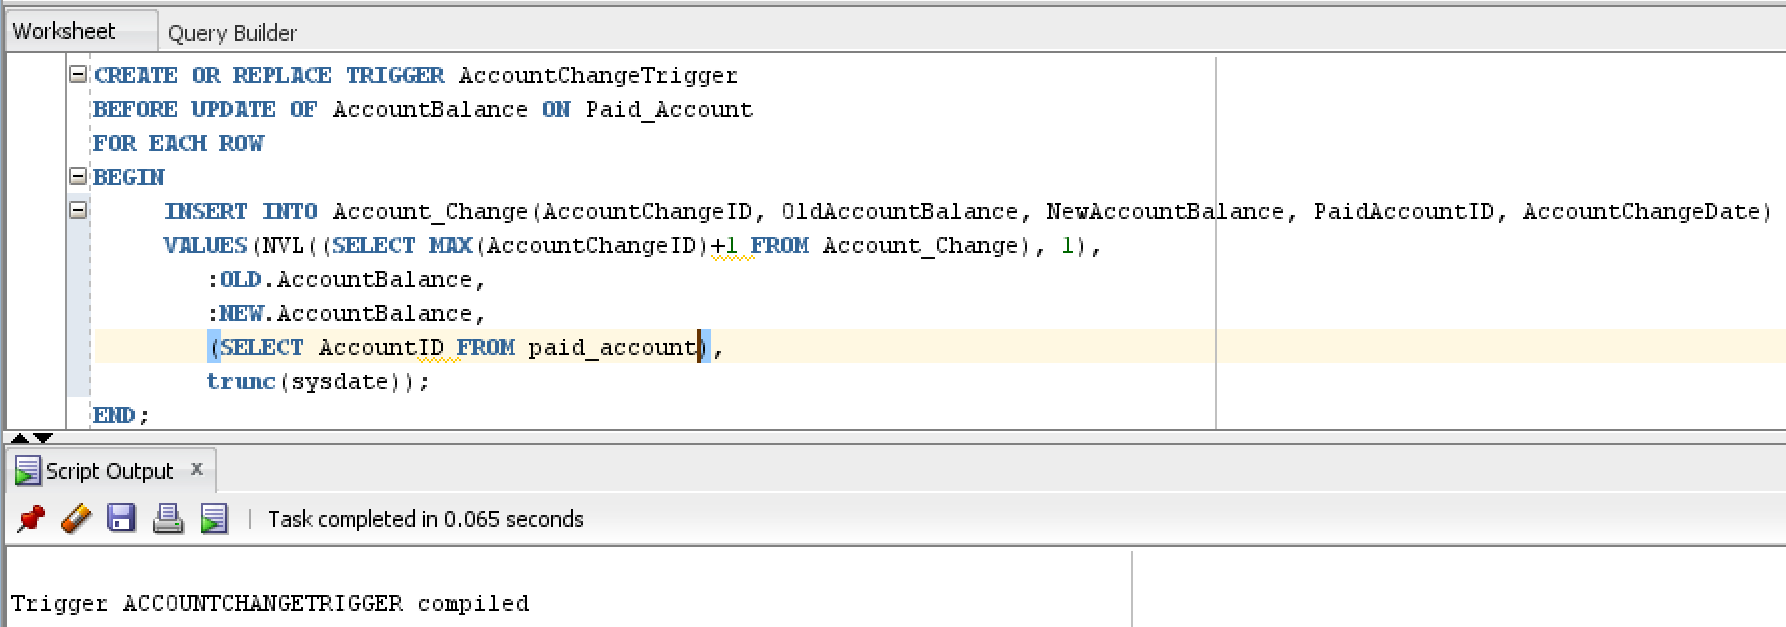 Worksheet Query Builder
CREATE OR REPLACE TRIGGER AccountChangeTrigger
BEFORE UPDATE OF AccountBalance ON Paid_Account
FOR EACH ROW
BEGIN
INSERT INTO Account_Change(AccountChangeID, OldAccountBalance, NewAccountBalance, PaidAccountID, AccountChangeDate)
VALUES(NVL((SELECT MAX(AccountChangeID)+1 FROM Account_Change), 1),
:OLD.AccountBalance,
:NEW.AccountBalance,
(SELECT AccountID FROM paid_account),
trunc(sysdate));
END;
Script Output x
Task completed in 0.065 seconds
Trigger ACCOUNTCHANGETRIGGER compiled